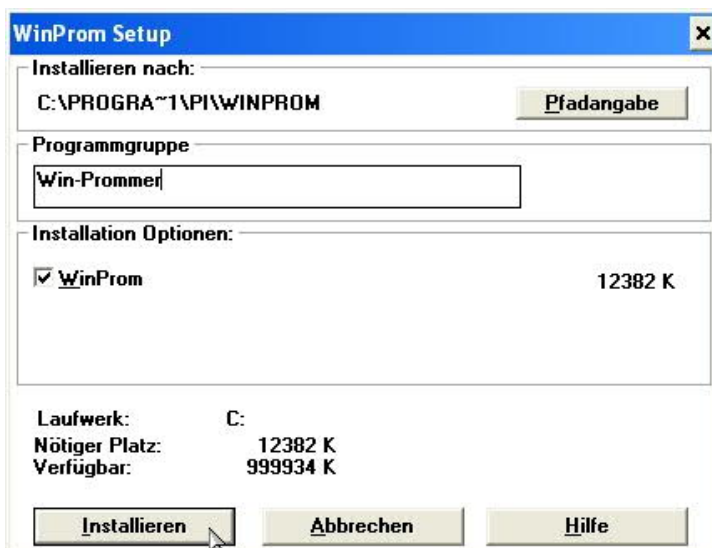 WinProm Setup
Installieren nach:
C:\PROGRA~1\PI\WINPROM Pfadangabe
Programmgruppe
Win-Prommer
Installation Optionen:
WinProm 12382 K
Laufwerk: C:
Nötiger Platz: 12382 K
Verfügbar: 999934 K
Installieren Abbrechen Hilfe